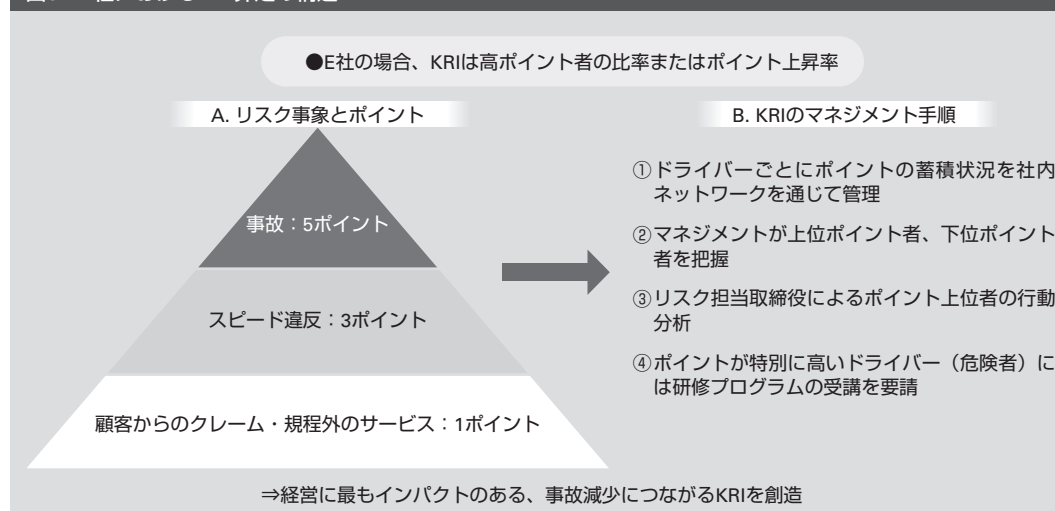 ●E社の場合、KRIは高ポイント者の比率またはポイント上昇率
A. リスク事象とポイント
事故：5ポイント
スピード違反：3ポイント
顧客からのクレーム・規程外のサービス：1ポイント
B. KRIのマネジメント手順
①ドライバーごとにポイントの蓄積状況を社内
ネットワークを通じて管理
②マネジメントが上位ポイント者、下位ポイント
者を把握
③リスク担当取締役によるポイント上位者の行動
分析
④ポイントが特別に高いドライバー（危険者）に
は研修プログラムの受講を要請
⇒経営に最もインパクトのある、事故減少につながるKRIを創造